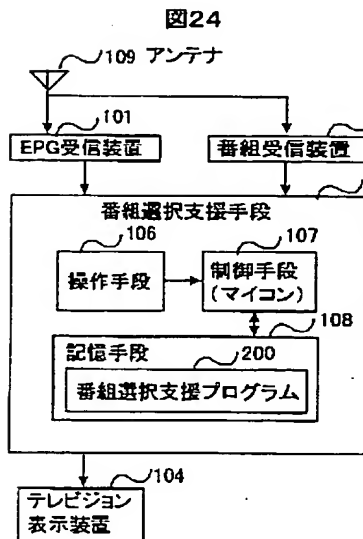 図24
109 アンテナ
101
EPG受信装置
番組受信装置
番組選択支援手段
106
107
操作手段
制御手段
(マイコン)
108
記憶手段
200
番組選択支援プログラム
104
テレビジョン
表示装置